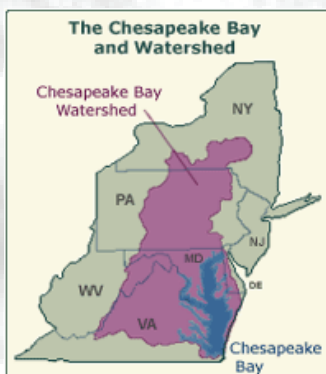 The Chesapeake Bay
and Watershed
Chesapeake Bay
Watershed
NY
PA
NJ
MD
DE
WV
VA
Chesapeake
Bay